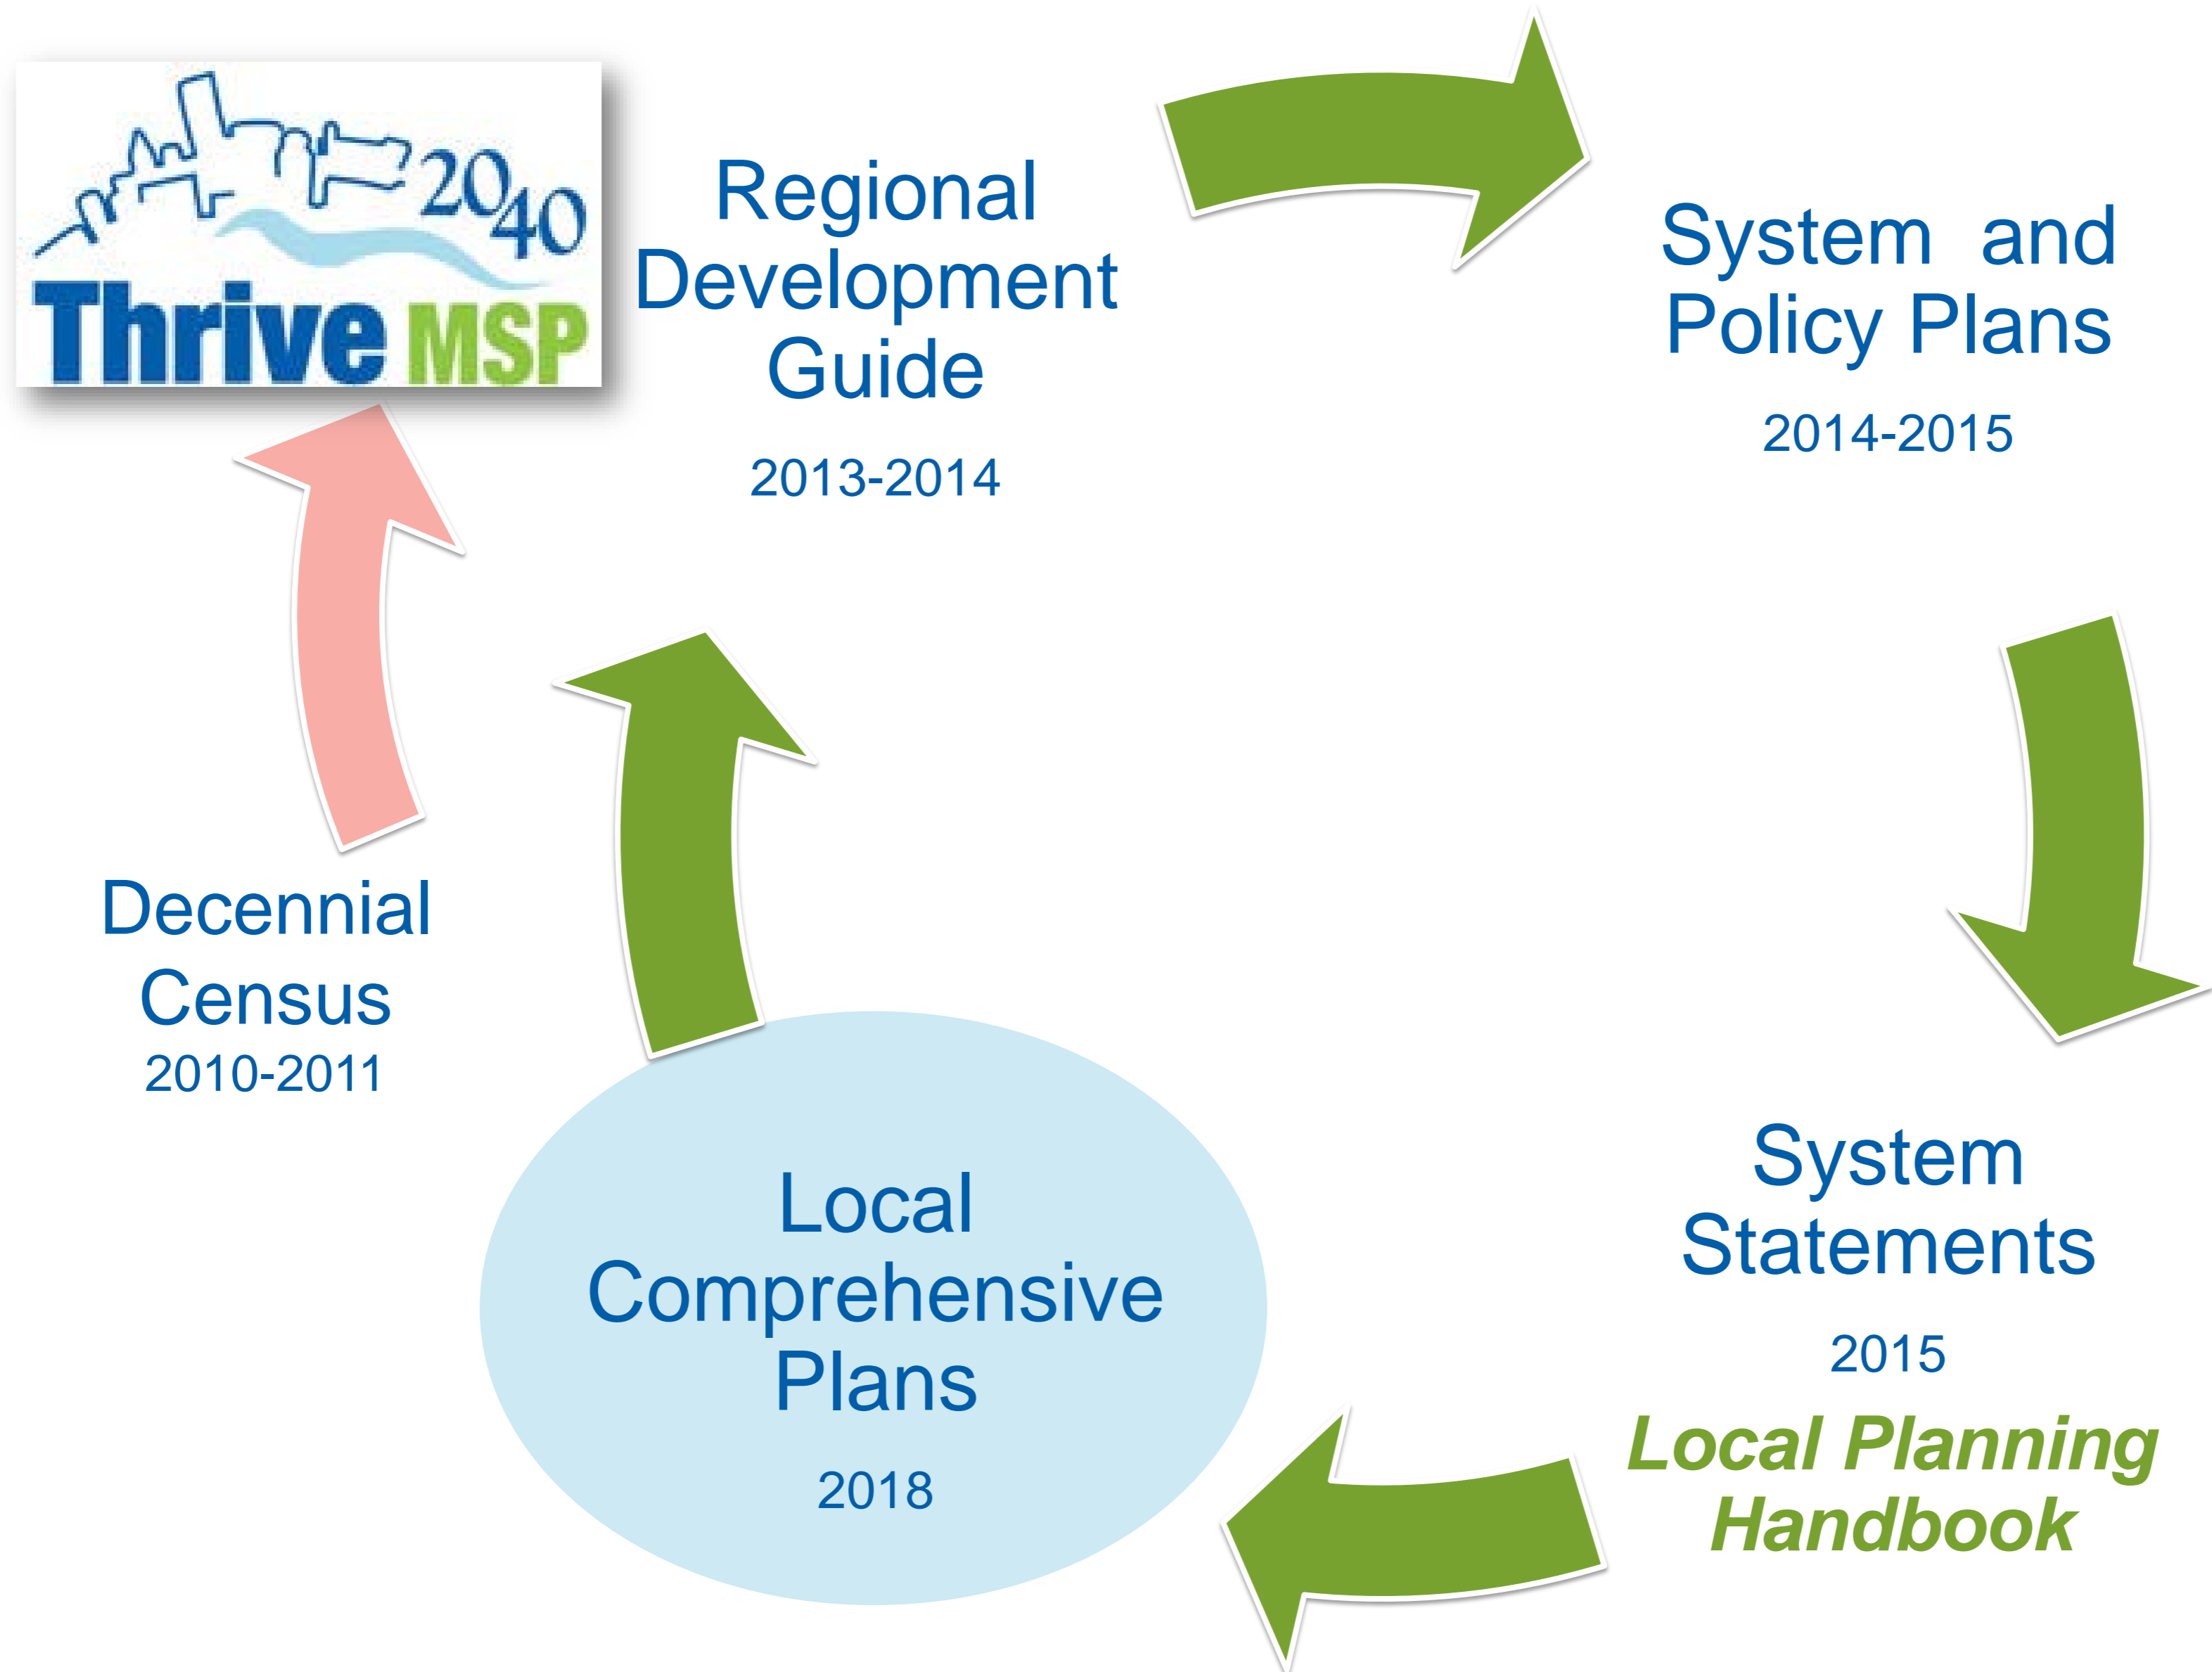 2040
Thrive MSP
Regional
Development
Guide
2013-2014
System and
Policy Plans
2014-2015
Decennial
Census
2010-2011
System
Statements
2015
Local Planning
Handbook
Local
Comprehensive
Plans
2018